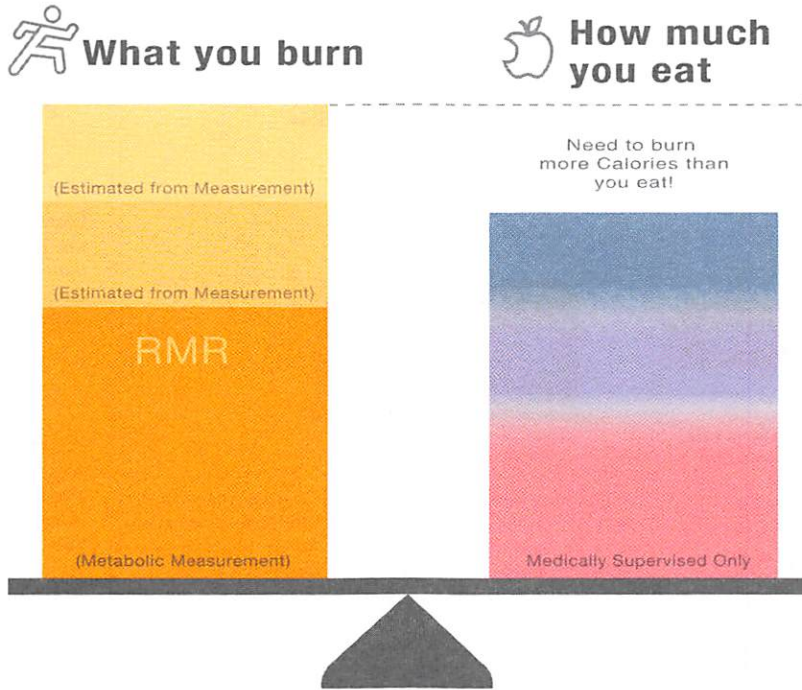 What you burn
How much
you eat
Need to burn
more Calories than
you eat!
(Estimated from Measurement)
(Estimated from Measurement)
RMR
(Metabolic Measurement)
Medically Supervised Only